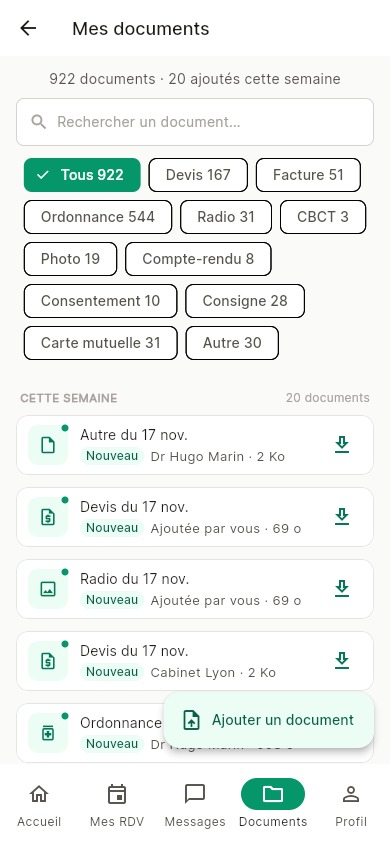 Mes documents
922 documents · 20 ajoutés cette semaine
Rechercher un document...
Tous 922
Devis 167
Facture 51
Ordonnance 544
Radio 31
CBCT 3
Photo 19
Compte-rendu 8
Consentement 10
Consigne 28
Carte mutuelle 31
Autre 30
CETTE SEMAINE
20 documents
Autre du 17 nov.
Nouveau Dr Hugo Marin · 2 Ko
Devis du 17 nov.
Nouveau Ajoutée par vous · 69 o
Radio du 17 nov.
Nouveau Ajoutée par vous · 69 o
Devis du 17 nov.
Nouveau Cabinet Lyon · 2 Ko
Ordonnance
Nouveau Dr
Ajouter un document
Accueil
Mes RDV
Messages
Documents
Profil